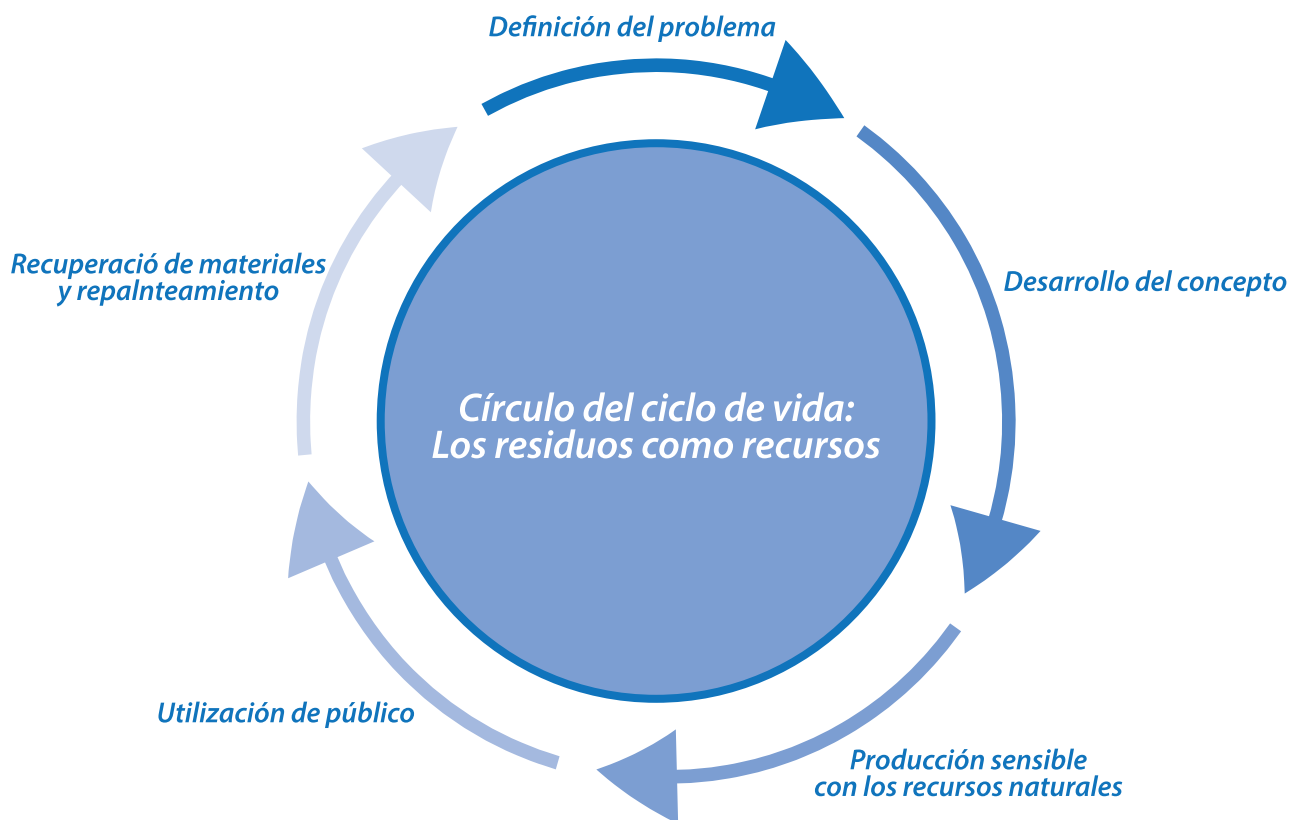 Definición del problema
Desarrollo del concepto
Producción sensible
con los recursos naturales
Utilización de público
Recuperació de materiales
y repalnteamiento
Círculo del ciclo de vida:
Los residuos como recursos